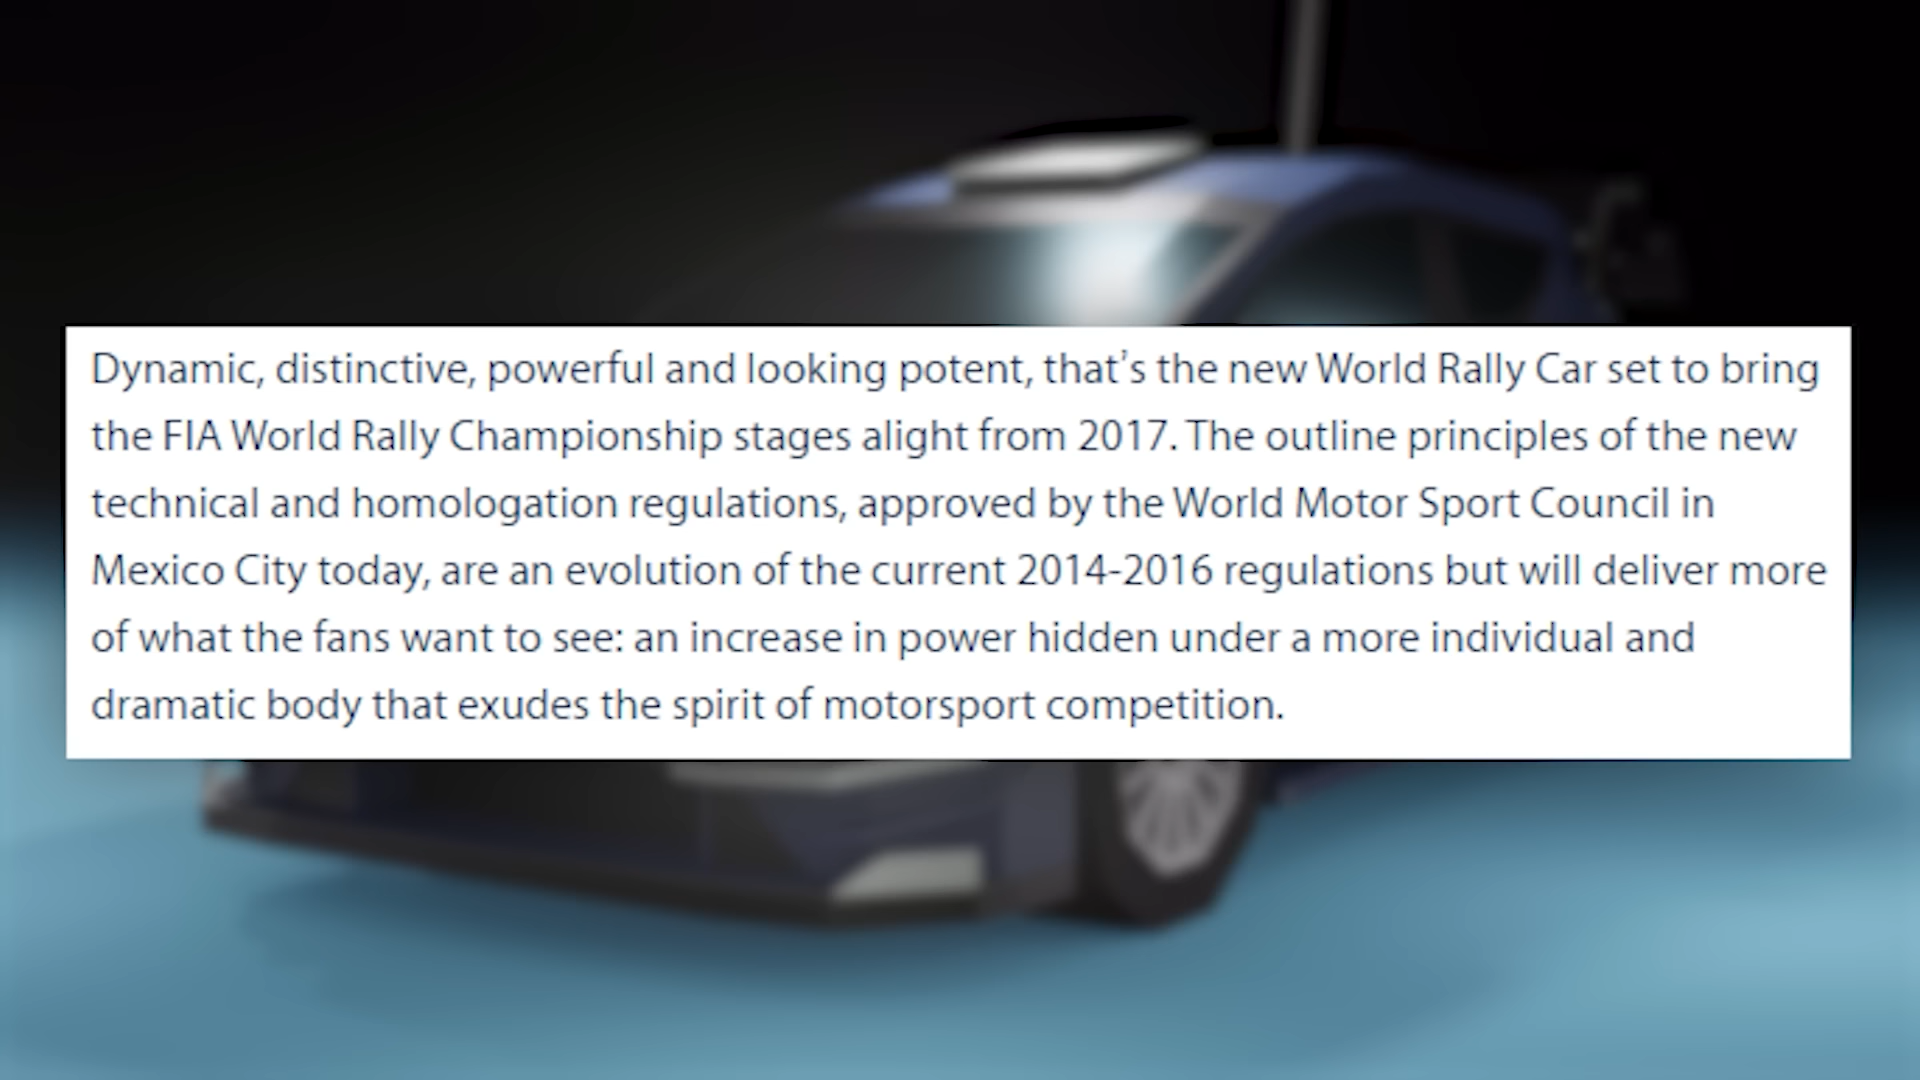 Dynamic, distinctive, powerful and looking potent, that’s the new World Rally Car set to bring
the FIA World Rally Championship stages alight from 2017. The outline principles of the new
technical and homologation regulations, approved by the World Motor Sport Council in
Mexico City today, are an evolution of the current 2014-2016 regulations but will deliver more
of what the fans want to see: an increase in power hidden under a more individual and
dramatic body that exudes the spirit of motorsport competition.